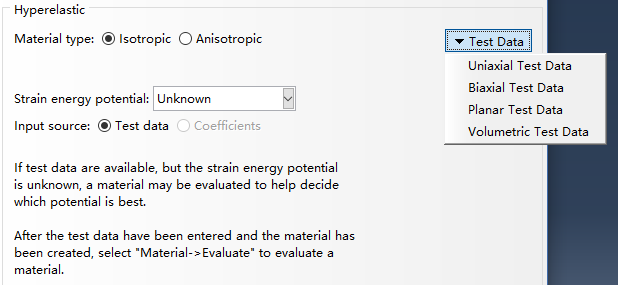 Hyperelastic
Material type: Isotropic Anisotropic
Test Data
Uniaxial Test Data
Biaxial Test Data
Planar Test Data
Volumetric Test Data
Strain energy potential: Unknown
Input source: Test data Coefficients
If test data are available, but the strain energy potential
is unknown, a material may be evaluated to help decide
which potential is best.
After the test data have been entered and the material has
been created, select "Material->Evaluate" to evaluate a
material.